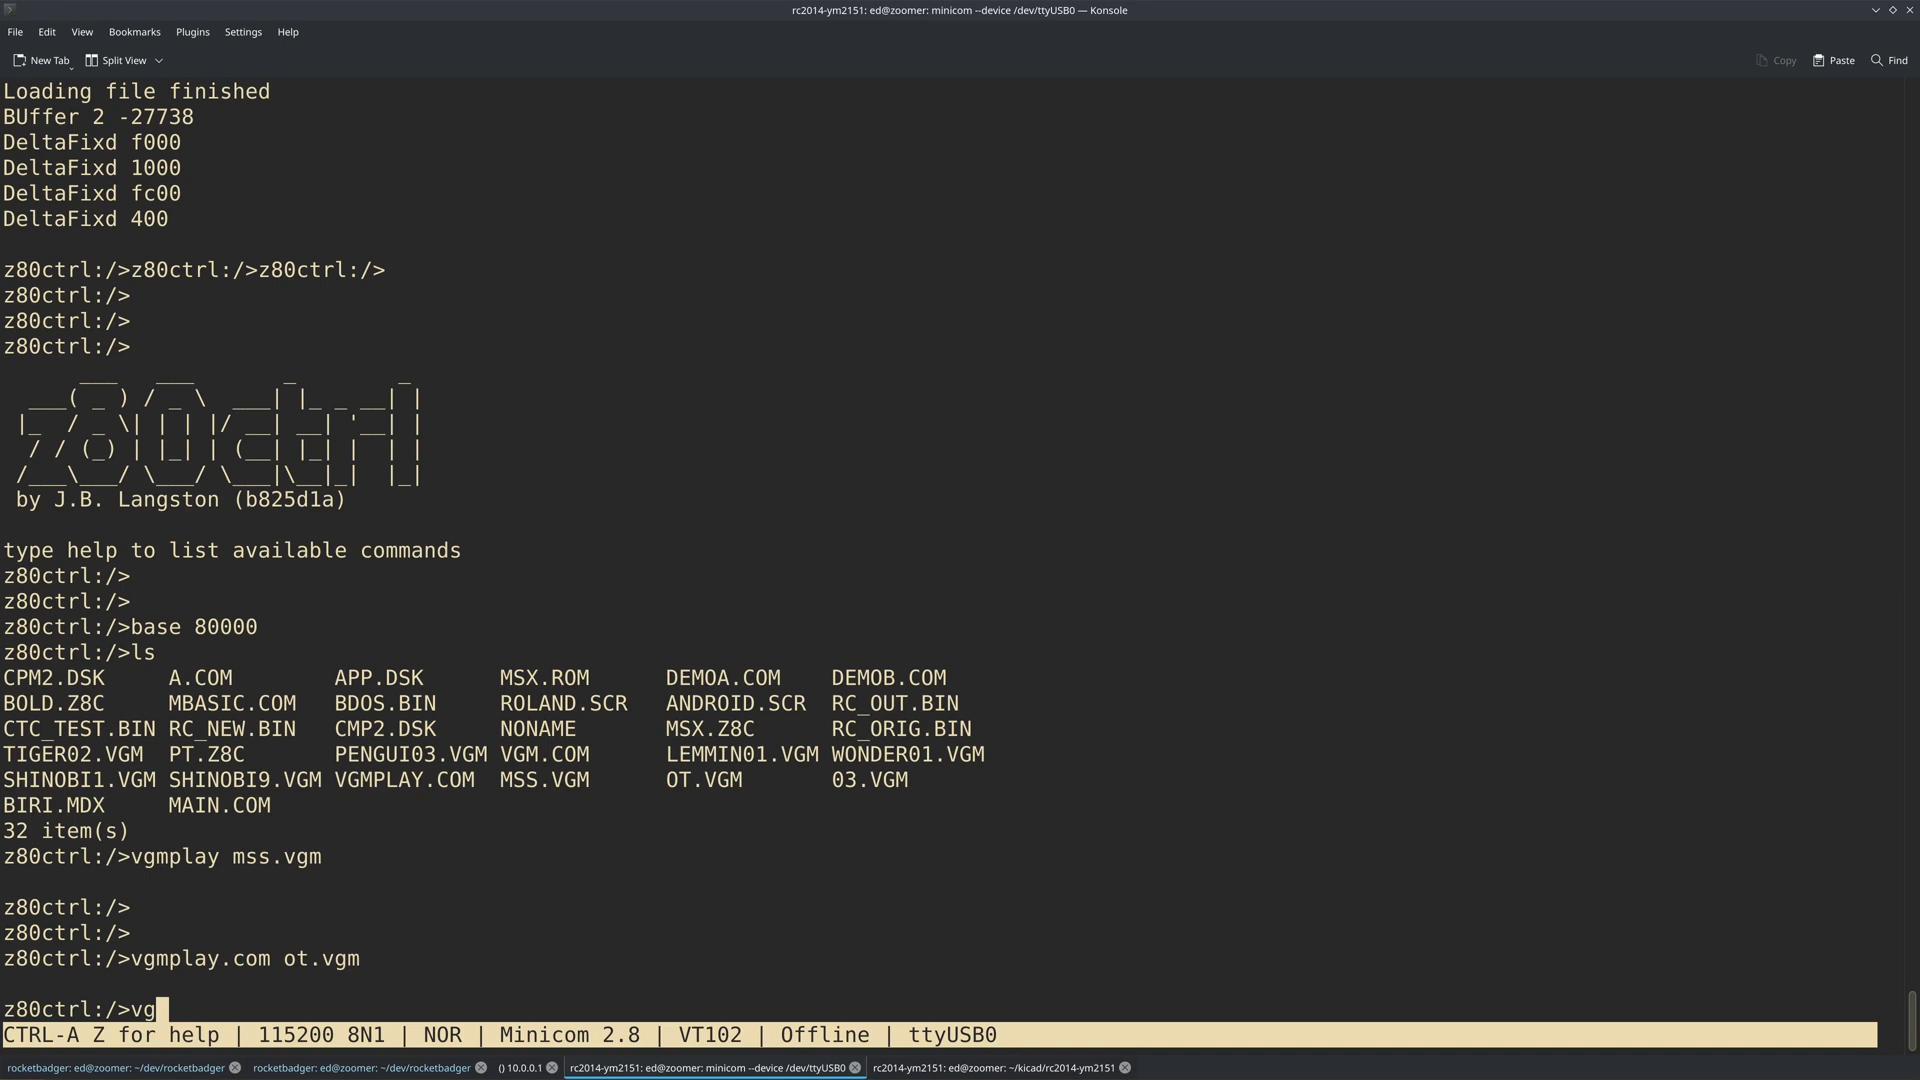 rc2014-ym2151: ed@zoomer: minicom --device /dev/ttyUSB0 — Konsole
File Edit View Bookmarks Plugins Settings Help
New Tab Split View Copy Paste Find
Loading file finished
BUffer 2 -27738
DeltaFixd f000
DeltaFixd 1000
DeltaFixd fc00
DeltaFixd 400
z80ctrl:/>z80ctrl:/>z80ctrl:/>
z80ctrl:/>
z80ctrl:/>
z80ctrl:/>
z80ctrl
by J.B. Langston (b825d1a)
type help to list available commands
z80ctrl:/>
z80ctrl:/>
z80ctrl:/>base 80000
z80ctrl:/>ls
CPM2.DSK A.COM APP.DSK MSX.ROM DEMOA.COM DEMOB.COM
BOLD.Z8C MBASIC.COM BDOS.BIN ROLAND.SCR ANDROID.SCR RC_OUT.BIN
CTC_TEST.BIN RC_NEW.BIN CMP2.DSK NONAME MSX.Z8C RC_ORIG.BIN
TIGER02.VGM PT.Z8C PENGUI03.VGM VGM.COM LEMMIN01.VGM WONDER01.VGM
SHINOBI1.VGM SHINOBI9.VGM VGMPLAY.COM MSS.VGM OT.VGM 03.VGM
BIRI.MDX MAIN.COM
32 item(s)
z80ctrl:/>vgmplay mss.vgm
z80ctrl:/>
z80ctrl:/>
z80ctrl:/>vgmplay.com ot.vgm
z80ctrl:/>vg
CTRL-A Z for help | 115200 8N1 | NOR | Minicom 2.8 | VT102 | Offline | ttyUSB0
rocketbadger: ed@zoomer: ~/dev/rocketbadger rocketbadger: ed@zoomer: ~/dev/rocketbadger () 10.0.0.1 rc2014-ym2151: ed@zoomer: minicom --device /dev/ttyUSB0 rc2014-ym2151: ed@zoomer: ~/kicad/rc2014-ym2151